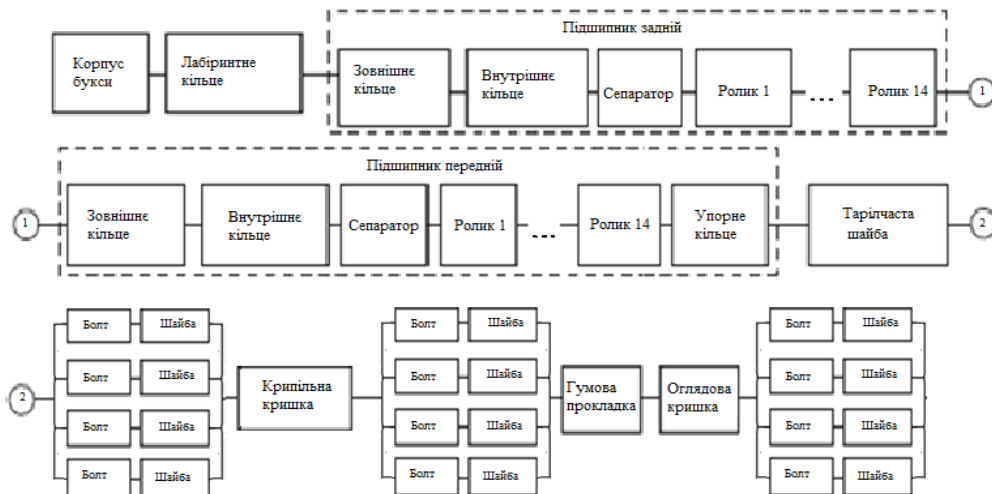 Підшипник задній
Корпус
букси
Лабіринтне
кільце
Зовнішнє
кільце
Внутрішнє
кільце
Сепаратор
Ролик 1
...
Ролик 14
1
Підшипник передній
1
Зовнішнє
кільце
Внутрішнє
кільце
Сепаратор
Ролик 1
...
Ролик 14
Упорне
кільце
Тарілчаста
шайба
2
2
Болт
Шайба
Болт
Шайба
Болт
Шайба
Болт
Шайба
Крипільна
кришка
Болт
Шайба
Болт
Шайба
Болт
Шайба
Болт
Шайба
Гумова
прокладка
Оглядова
кришка
Болт
Шайба
Болт
Шайба
Болт
Шайба
Болт
Шайба